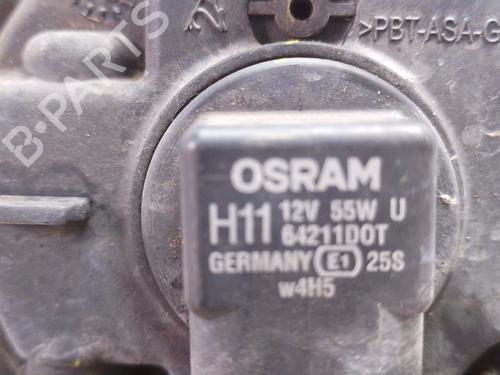 >PBT-ASA-G
OSRAM
H11 12V 55W U
64211DOT
GERMANY E1 25S
w4H5
B-PARTS